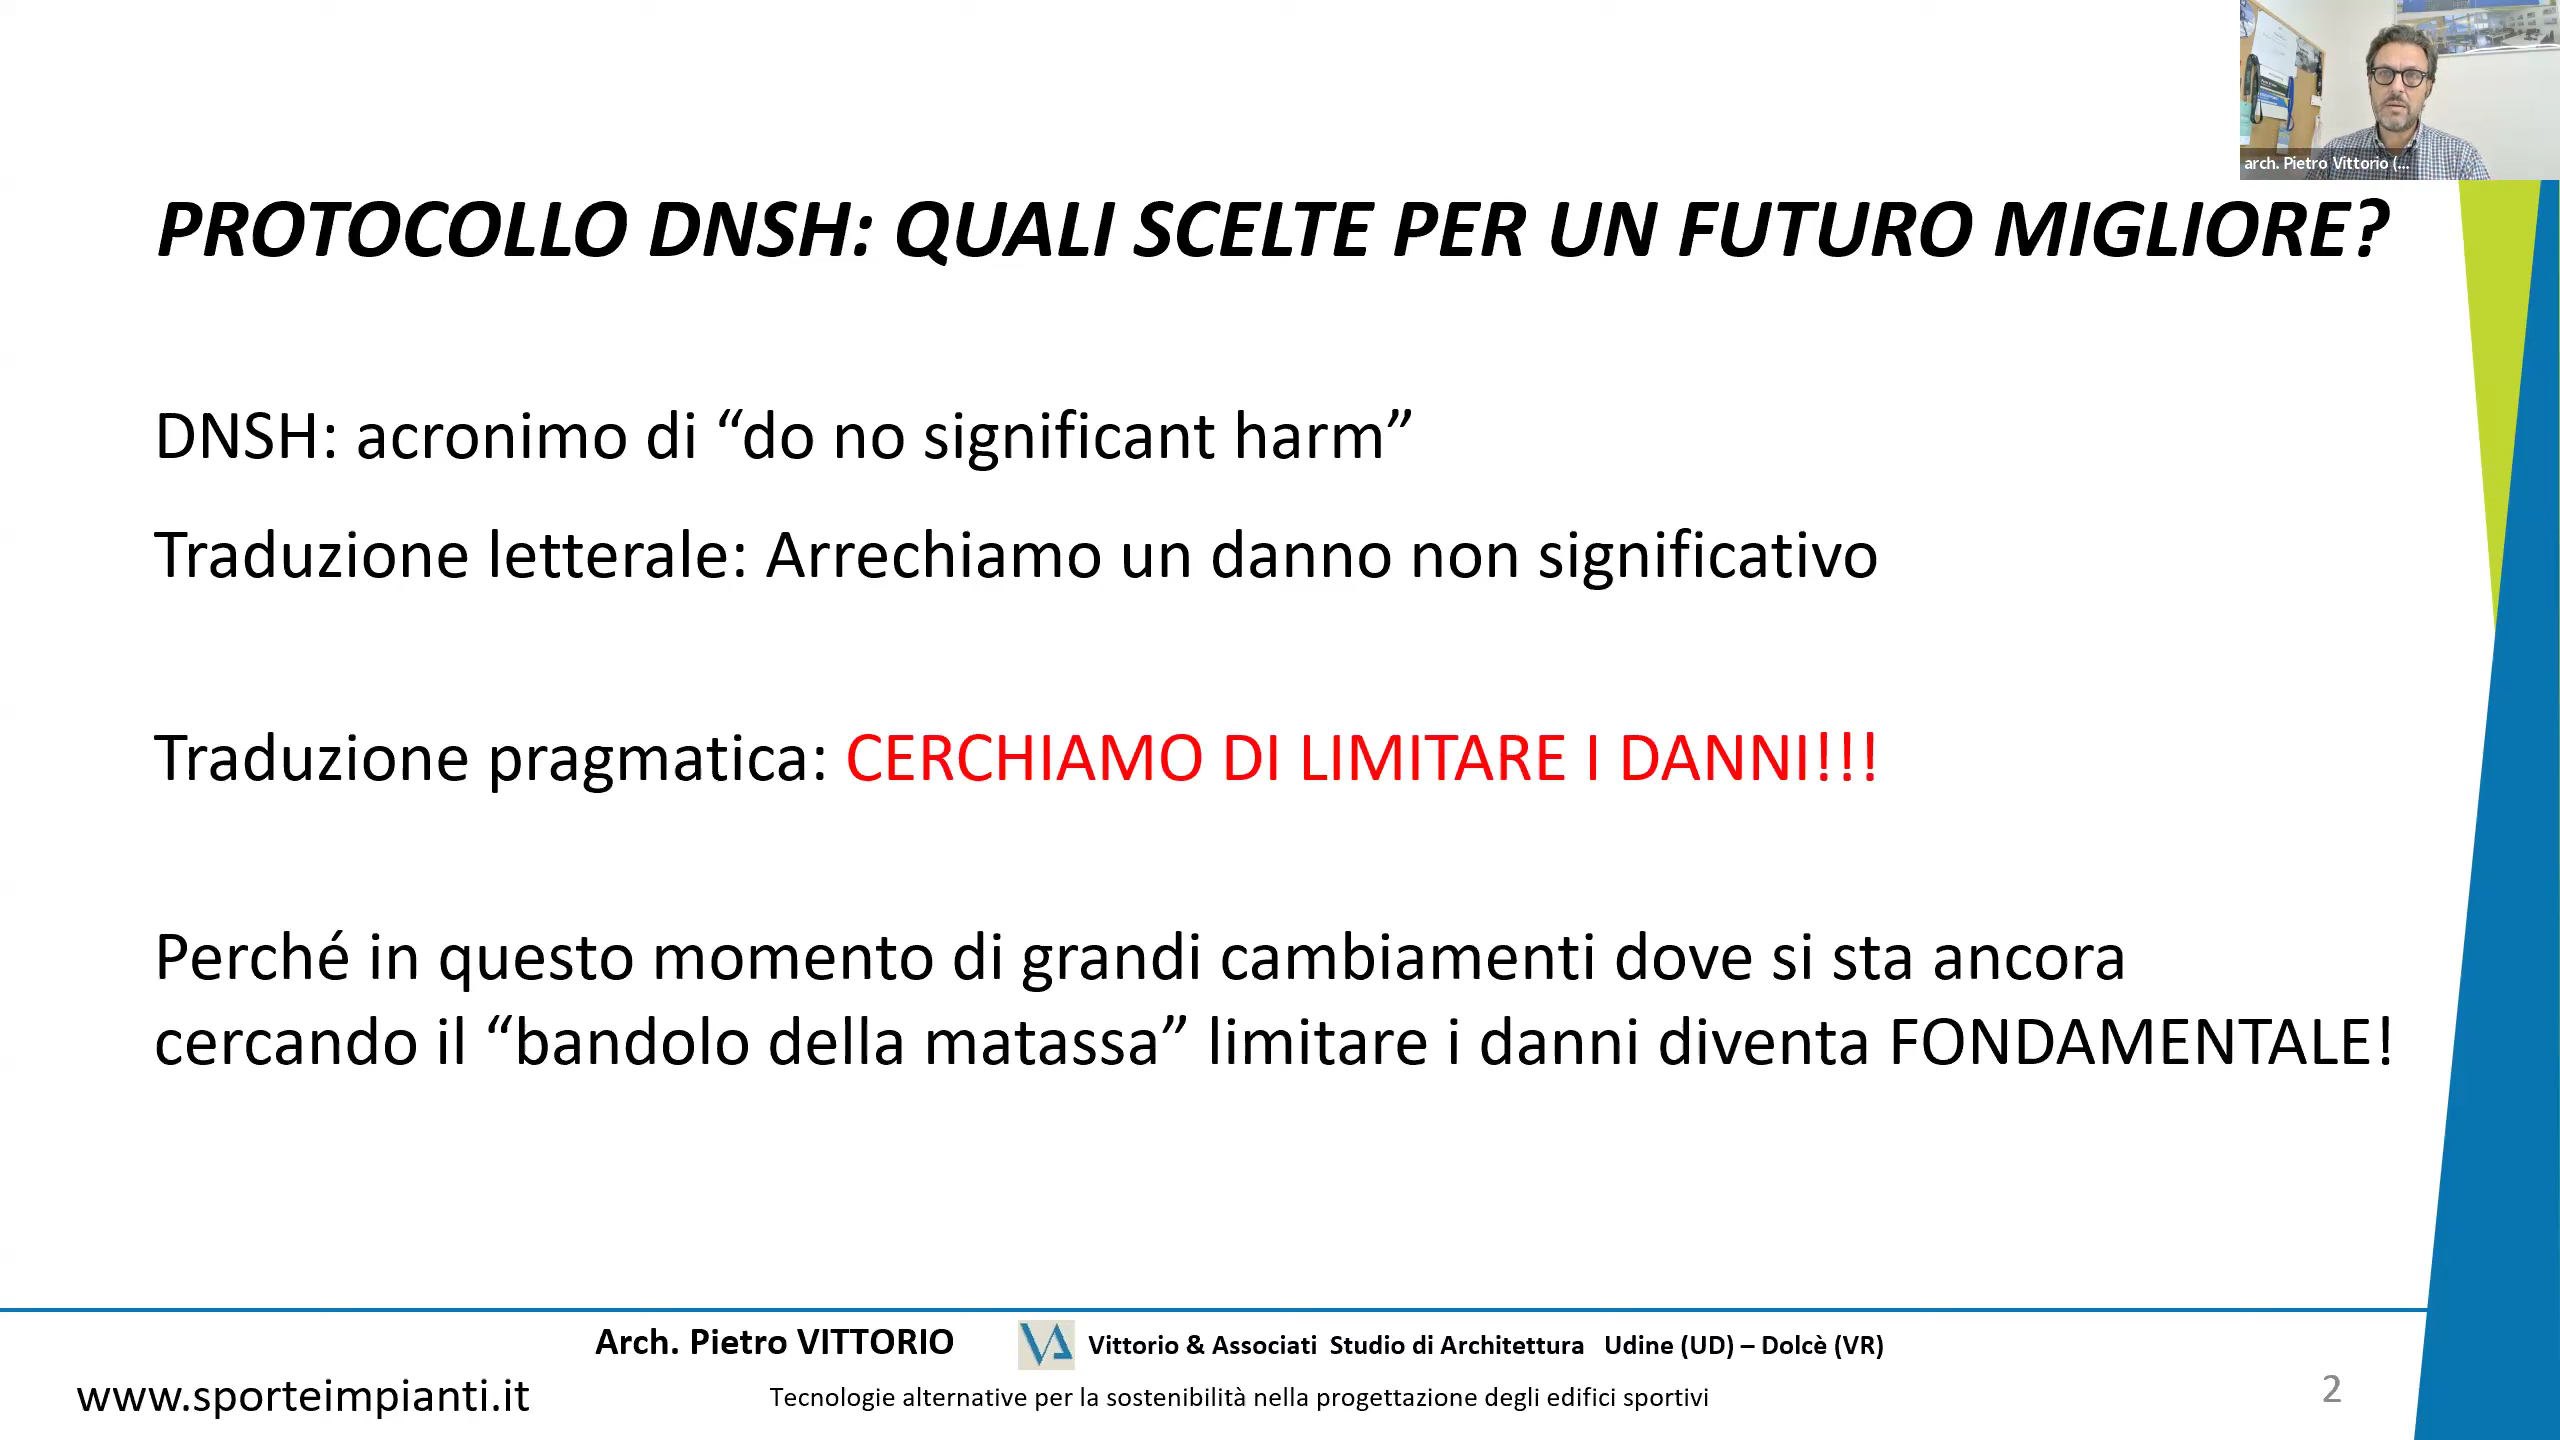 arch. Pietro Vittorio (...
PROTOCOLLO DNSH: QUALI SCELTE PER UN FUTURO MIGLIORE?
DNSH: acronimo di “do no significant harm”
Traduzione letterale: Arrechiamo un danno non significativo
Traduzione pragmatica: CERCHIAMO DI LIMITARE I DANNI!!!
Perché in questo momento di grandi cambiamenti dove si sta ancora
cercando il “bandolo della matassa” limitare i danni diventa FONDAMENTALE!
Arch. Pietro VITTORIO VA Vittorio & Associati Studio di Architettura Udine (UD) – Dolcè (VR)
www.sporteimpianti.it Tecnologie alternative per la sostenibilità nella progettazione degli edifici sportivi 2